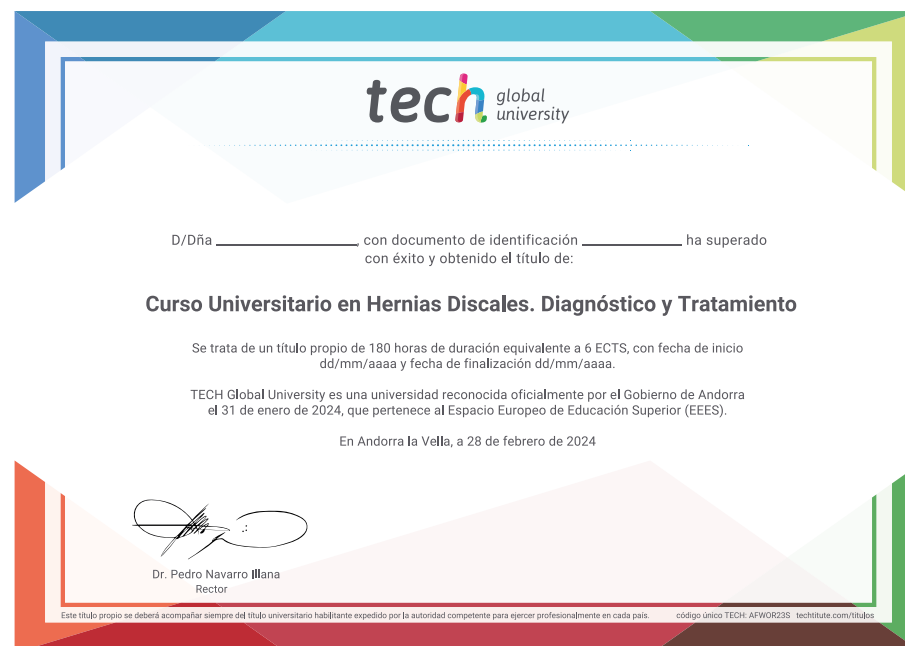 tech global university
D/Dña ____________________, con documento de identificación ______________ ha superado
con éxito y obtenido el título de:
Curso Universitario en Hernias Discales. Diagnóstico y Tratamiento
Se trata de un título propio de 180 horas de duración equivalente a 6 ECTS, con fecha de inicio
dd/mm/aaaa y fecha de finalización dd/mm/aaaa.
TECH Global University es una universidad reconocida oficialmente por el Gobierno de Andorra
el 31 de enero de 2024, que pertenece al Espacio Europeo de Educación Superior (EEES).
En Andorra la Vella, a 28 de febrero de 2024
Dr. Pedro Navarro Illana
Rector
Este título propio se deberá acompañar siempre del título universitario habilitante expedido por la autoridad competente para ejercer profesionalmente en cada país. código único TECH: AFWOR23S techtitute.com/titulos